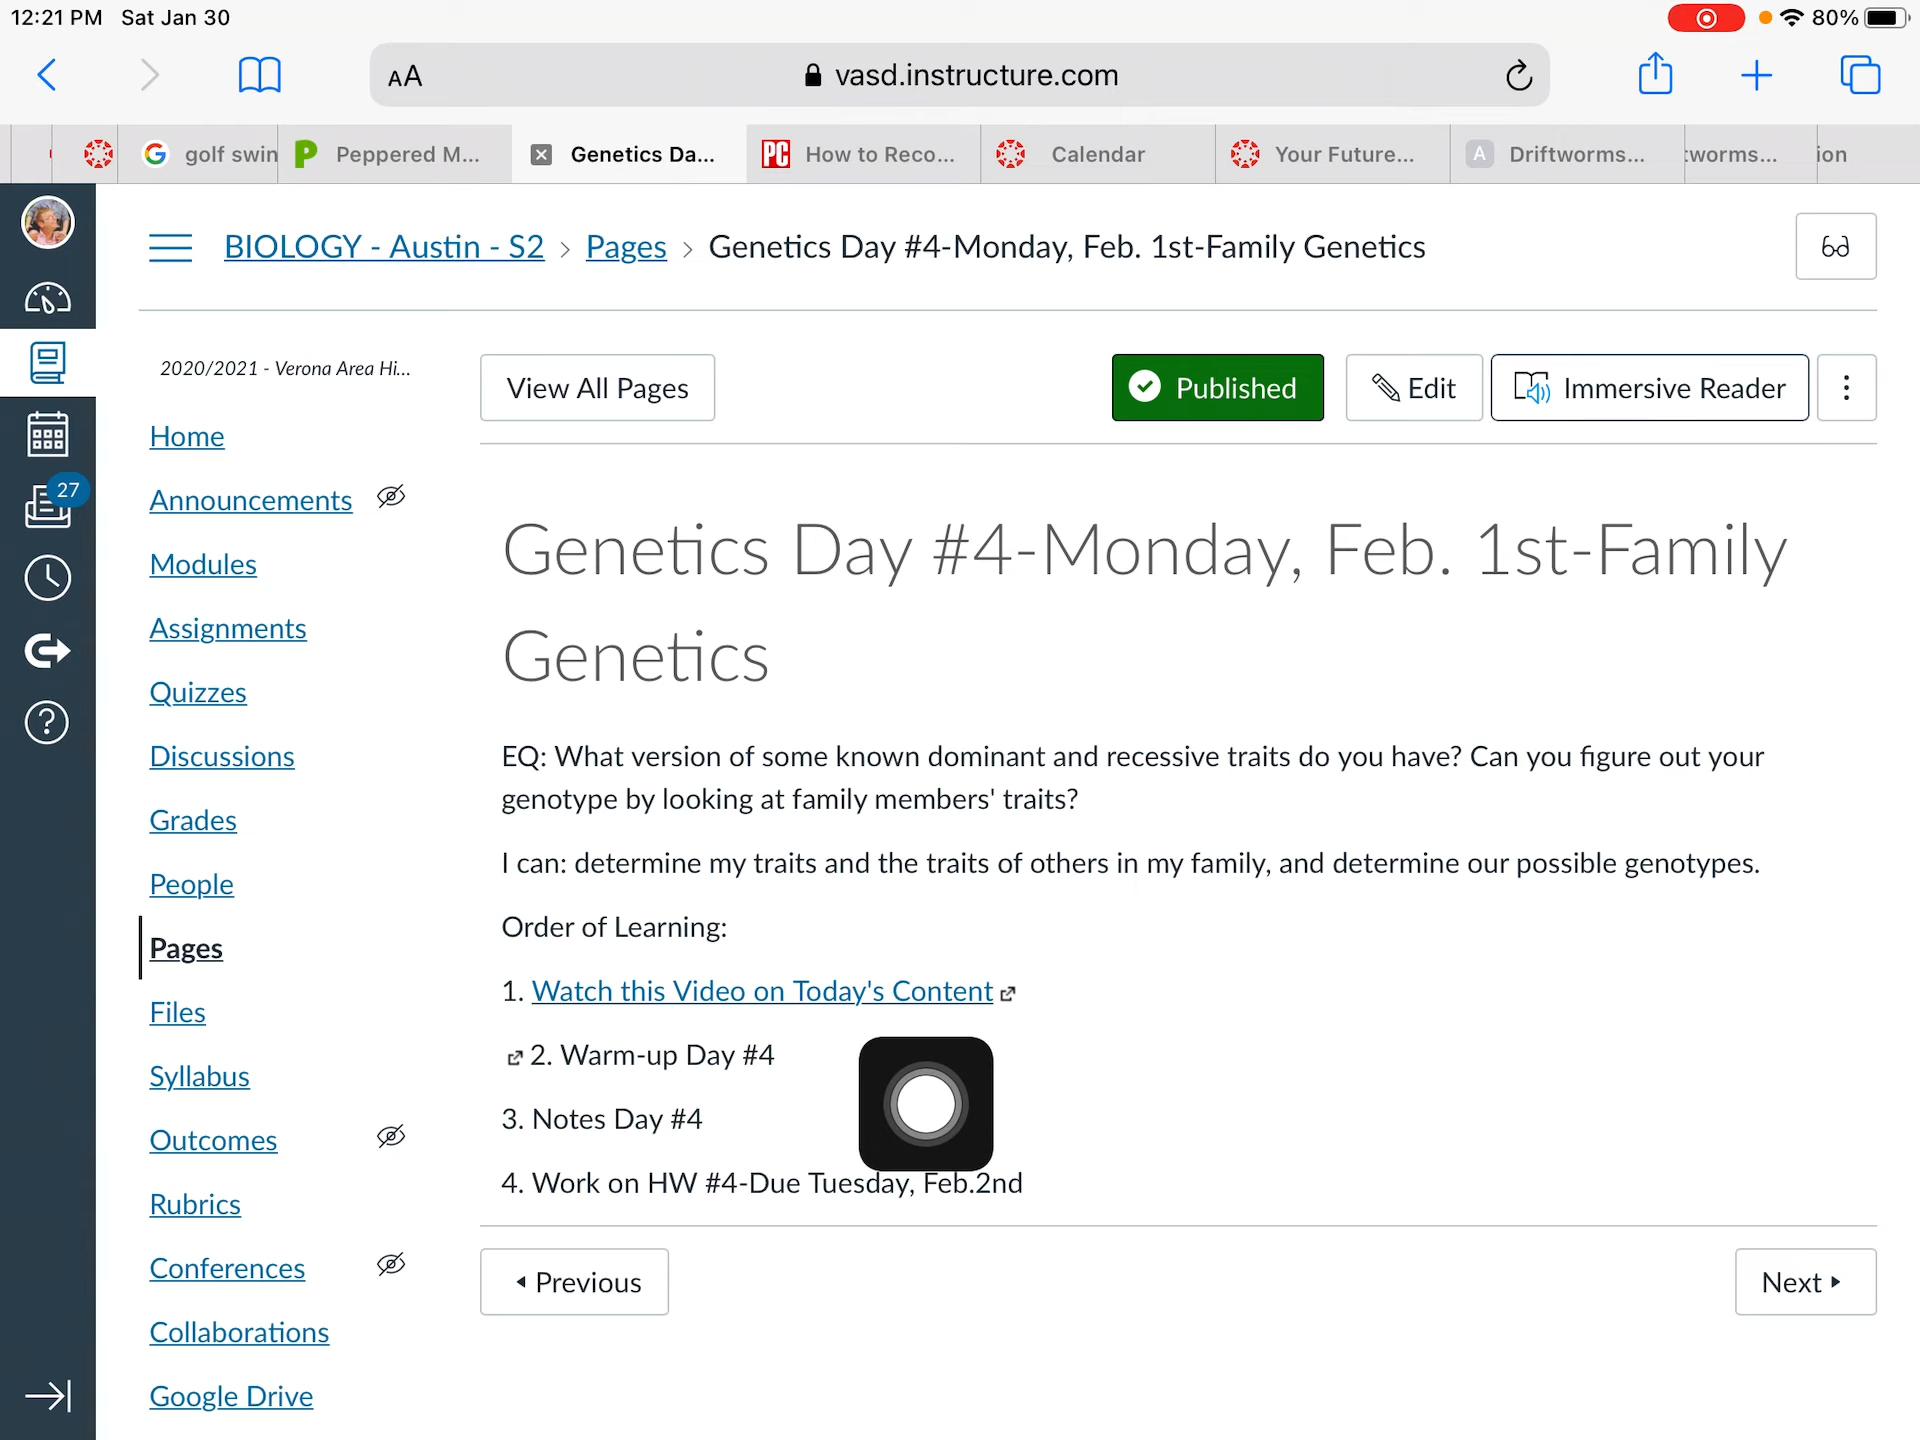 12:21 PM Sat Jan 30
80%
AA vasd.instructure.com
golf swin
Peppered M...
Genetics Da...
PC How to Reco...
Calendar
Your Future...
A Driftworms...
tworms...
ion
BIOLOGY - Austin - S2 > Pages > Genetics Day #4-Monday, Feb. 1st-Family Genetics
2020/2021 - Verona Area Hi...
Home
Announcements
27
Modules
Assignments
Quizzes
Discussions
Grades
People
Pages
Files
Syllabus
Outcomes
Rubrics
Conferences
Collaborations
Google Drive
View All Pages
Published
Edit
Immersive Reader
Genetics Day #4-Monday, Feb. 1st-Family
Genetics
EQ: What version of some known dominant and recessive traits do you have? Can you figure out your
genotype by looking at family members' traits?
I can: determine my traits and the traits of others in my family, and determine our possible genotypes.
Order of Learning:
1. Watch this Video on Today's Content
2. Warm-up Day #4
3. Notes Day #4
4. Work on HW #4-Due Tuesday, Feb.2nd
Previous
Next